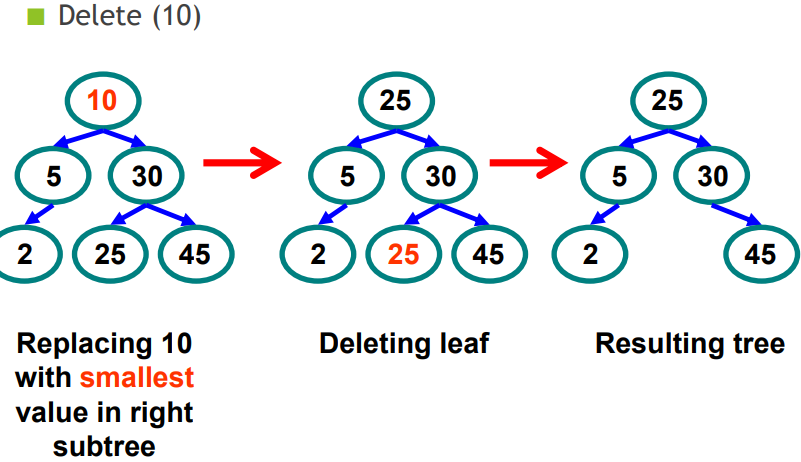 Delete (10)
10 25 25
5 30 5 30 5 30
2 25 45 2 25 45 2 45
Replacing 10
with smallest
value in right
subtree
Deleting leaf
Resulting tree